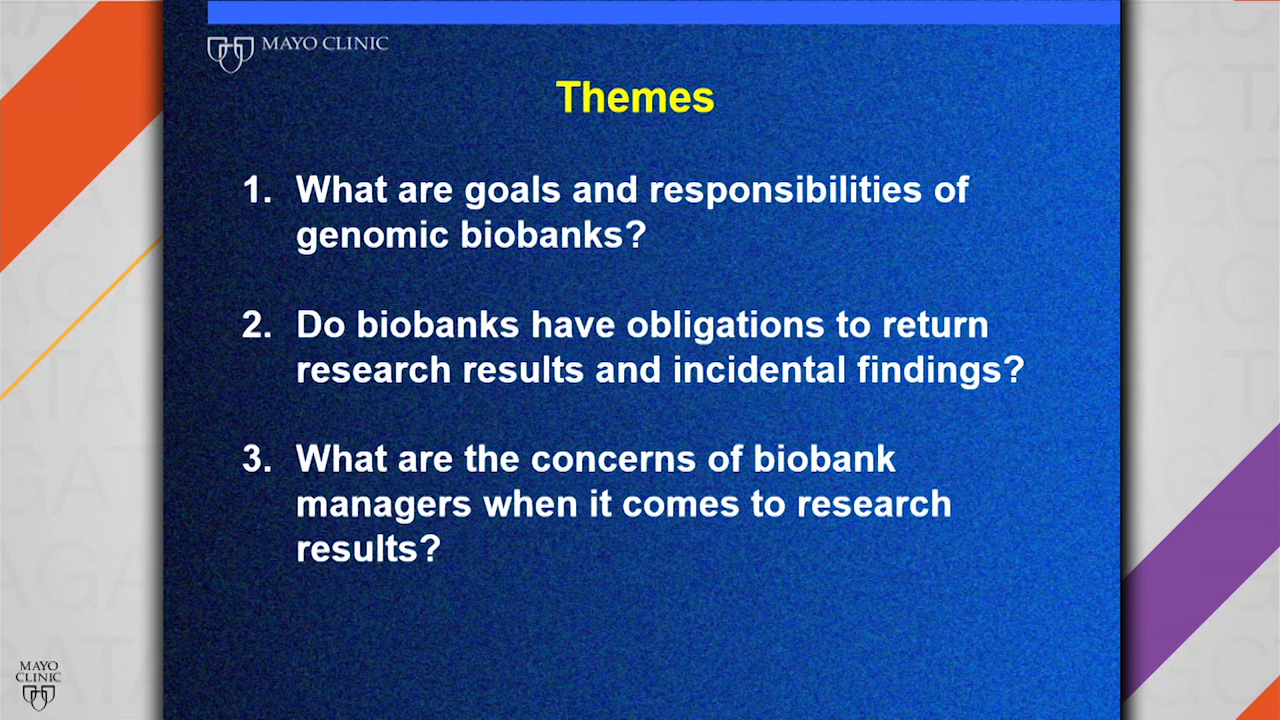 MAYO CLINIC
Themes
1. What are goals and responsibilities of
genomic biobanks?
2. Do biobanks have obligations to return
research results and incidental findings?
3. What are the concerns of biobank
managers when it comes to research
results?
MAYO
CLINIC